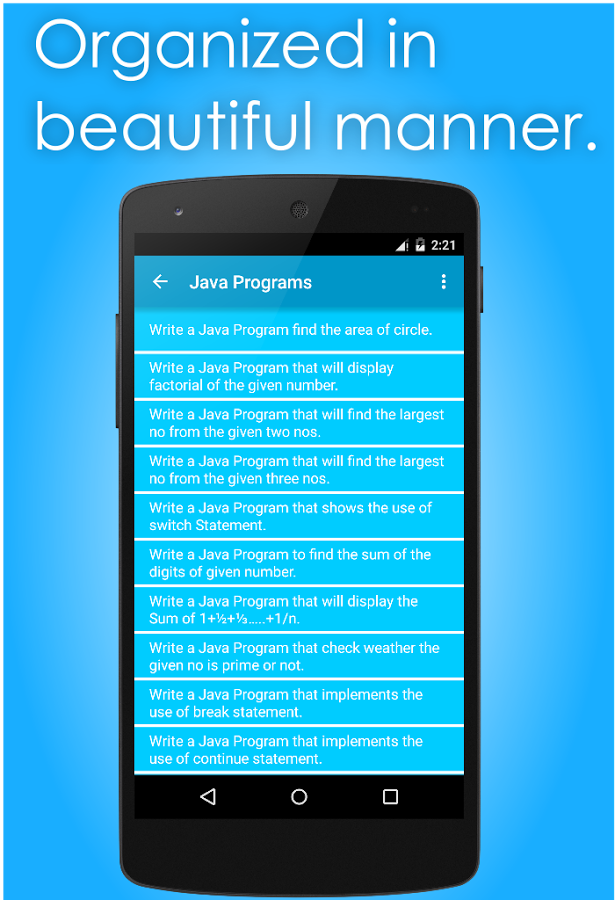 Organized in
beautiful manner.
2:21
Java Programs
Write a Java Program find the area of circle.
Write a Java Program that will display
factorial of the given number.
Write a Java Program that will find the largest
no from the given two nos.
Write a Java Program that will find the largest
no from the given three nos.
Write a Java Program that shows the use of
switch Statement.
Write a Java Program to find the sum of the
digits of given number.
Write a Java Program that will display the
Sum of 1+½+⅓.....+1/n.
Write a Java Program that check weather the
given no is prime or not.
Write a Java Program that implements the
use of break statement.
Write a Java Program that implements the
use of continue statement.